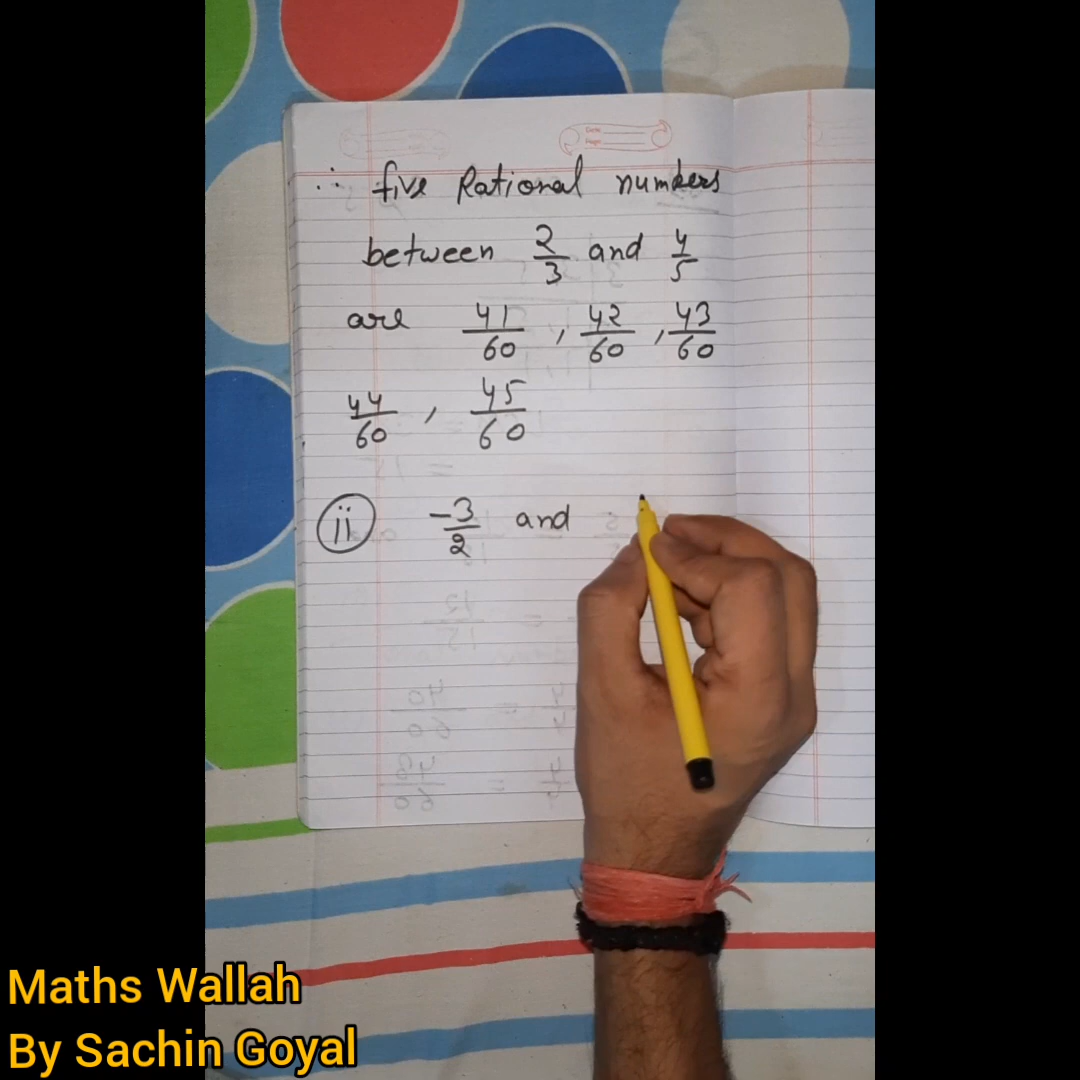 ∴ five Rational numbers
between 2/3 and 4/5
are 41/60 , 42/60 , 43/60
44/60 , 45/60
ii -3/2 and
Maths Wallah
By Sachin Goyal